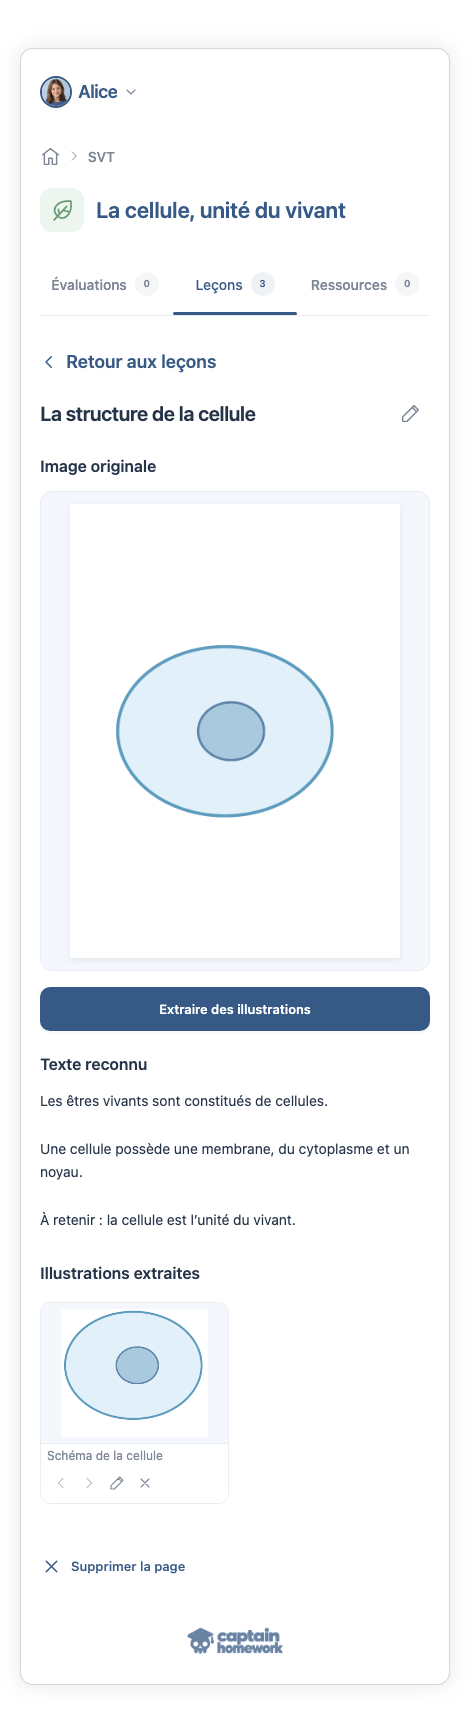 Alice
SVT
La cellule, unité du vivant
Évaluations 0 Leçons 3 Ressources 0
Retour aux leçons
La structure de la cellule
Image originale
Extraire des illustrations
Texte reconnu
Les êtres vivants sont constitués de cellules.
Une cellule possède une membrane, du cytoplasme et un
noyau.
À retenir : la cellule est l'unité du vivant.
Illustrations extraites
Schéma de la cellule
Supprimer la page
captain
homework